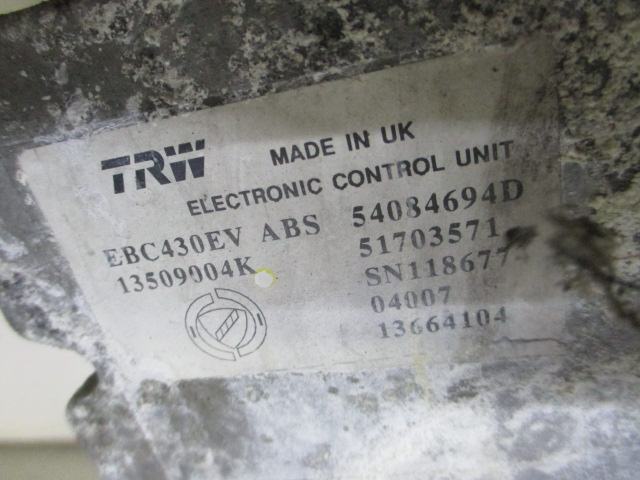 TRW MADE IN UK
ELECTRONIC CONTROL UNIT
EBC430EV ABS 54084694D
13509004K 51703571
SN118677
04007
13664104